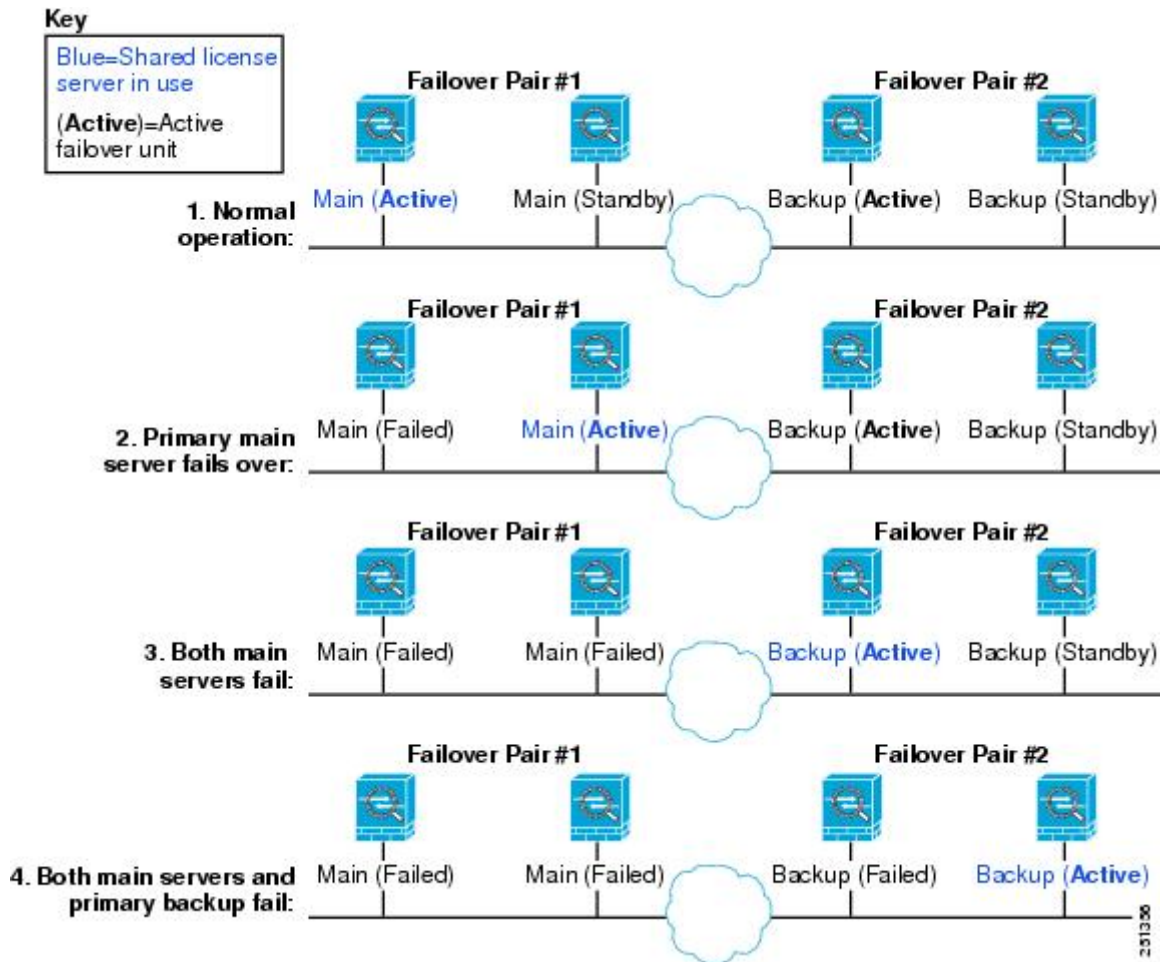 Key
Blue=Shared license
server in use
(Active)=Active
failover unit
Failover Pair #1
Failover Pair #2
1. Normal
operation:
Main (Active)
Main (Standby)
Backup (Active)
Backup (Standby)
Failover Pair #1
Failover Pair #2
2. Primary main
server fails over:
Main (Failed)
Main (Active)
Backup (Active)
Backup (Standby)
Failover Pair #1
Failover Pair #2
3. Both main
servers fail:
Main (Failed)
Main (Failed)
Backup (Active)
Backup (Standby)
Failover Pair #1
Failover Pair #2
4. Both main servers and
primary backup fail:
Main (Failed)
Main (Failed)
Backup (Failed)
Backup (Active)
251356